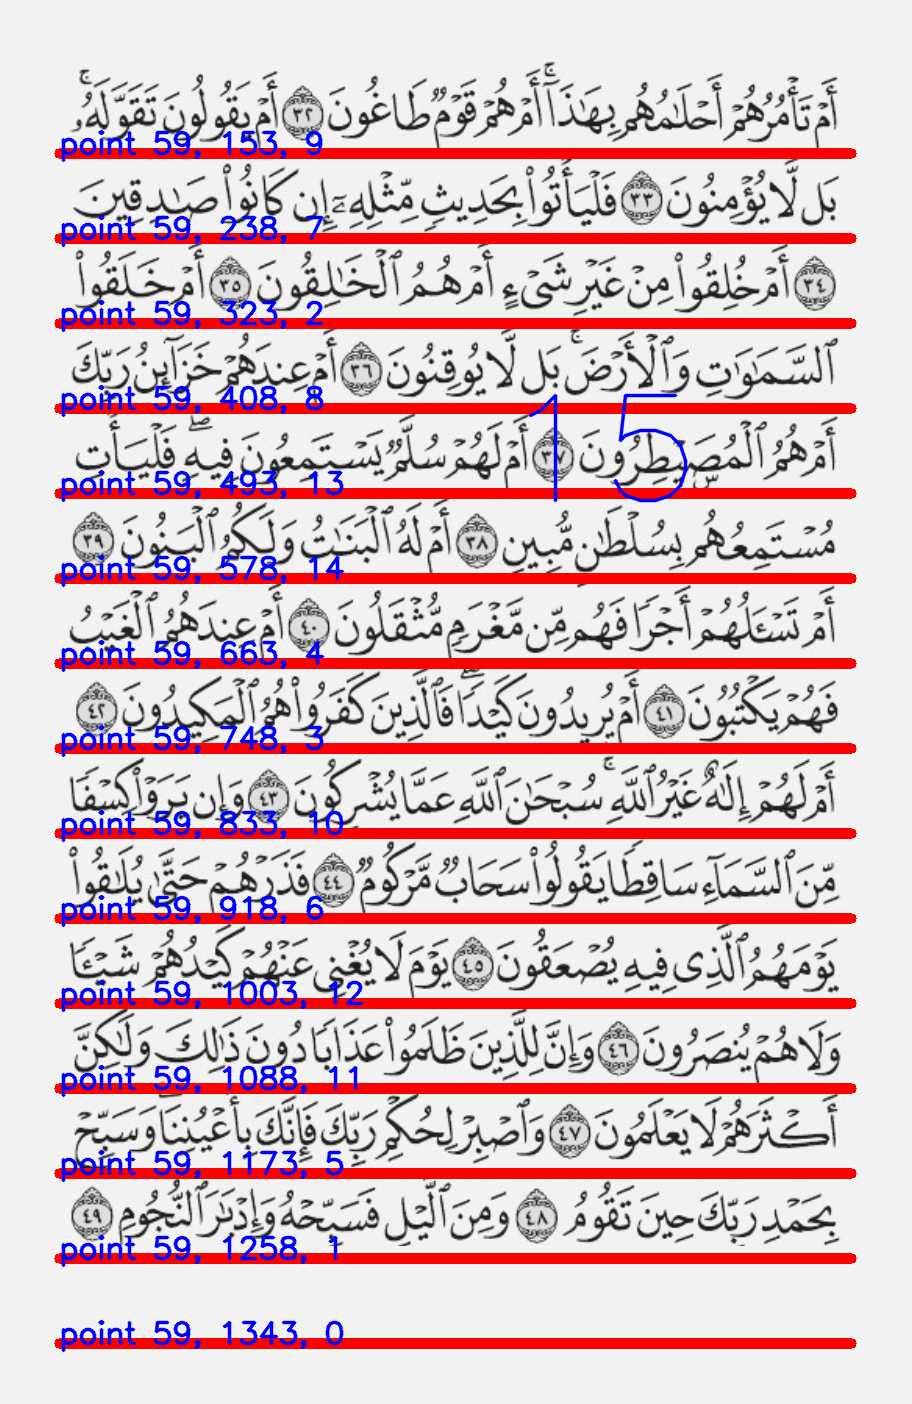 أَمْ تَأْمُرُهُمْ أَحْلَٰمُهُم بِهَٰذَآ ۚ أَمْ هُمْ قَوْمٌ طَاغُونَ ٣٢ أَمْ يَقُولُونَ تَقَوَّلَهُۥ ۚ
point 59, 153, 9
بَل لَّا يُؤْمِنُونَ ٣٣ فَلْيَأْتُوا۟ بِحَدِيثٍ مِّثْلِهِۦٓ إِن كَانُوا۟ صَٰدِقِينَ
point 59, 238, 7
٣٤ أَمْ خُلِقُوا۟ مِنْ غَيْرِ شَىْءٍ أَمْ هُمُ ٱلْخَٰلِقُونَ ٣٥ أَمْ خَلَقُوا۟
point 59, 323, 2
ٱلسَّمَٰوَٰتِ وَٱلْأَرْضَ ۚ بَل لَّا يُوقِنُونَ ٣٦ أَمْ عِندَهُمْ خَزَآئِنُ رَبِّكَ
point 59, 408, 8
15
أَمْ هُمُ ٱلْمُصَۣيْطِرُونَ ٣٧ أَمْ لَهُمْ سُلَّمٌ يَسْتَمِعُونَ فِيهِ ۖ فَلْيَأْتِ
point 59, 493, 13
مُسْتَمِعُهُم بِسُلْطَٰنٍ مُّبِينٍ ٣٨ أَمْ لَهُ ٱلْبَنَٰتُ وَلَكُمُ ٱلْبَنُونَ ٣٩
point 59, 578, 14
أَمْ تَسْـَٔلُهُمْ أَجْرًا فَهُم مِّن مَّغْرَمٍ مُّثْقَلُونَ ٤٠ أَمْ عِندَهُمُ ٱلْغَيْبُ
point 59, 663, 4
فَهُمْ يَكْتُبُونَ ٤١ أَمْ يُرِيدُونَ كَيْدًا ۖ فَٱلَّذِينَ كَفَرُوا۟ هُمُ ٱلْمَكِيدُونَ ٤٢
point 59, 748, 3
أَمْ لَهُمْ إِلَٰهٌ غَيْرُ ٱللَّهِ ۚ سُبْحَٰنَ ٱللَّهِ عَمَّا يُشْرِكُونَ ٤٣ وَإِن يَرَوْا۟ كِسْفًا
point 59, 833, 10
مِّنَ ٱلسَّمَآءِ سَاقِطًا يَقُولُوا۟ سَحَابٌ مَّرْكُومٌ ٤٤ فَذَرْهُمْ حَتَّىٰ يُلَٰقُوا۟
point 59, 918, 6
يَوْمَهُمُ ٱلَّذِى فِيهِ يُصْعَقُونَ ٤٥ يَوْمَ لَا يُغْنِى عَنْهُمْ كَيْدُهُمْ شَيْـًٔا
point 59, 1003, 12
وَلَا هُمْ يُنصَرُونَ ٤٦ وَإِنَّ لِلَّذِينَ ظَلَمُوا۟ عَذَابًا دُونَ ذَٰلِكَ وَلَٰكِنَّ
point 59, 1088, 11
أَكْثَرَهُمْ لَا يَعْلَمُونَ ٤٧ وَٱصْبِرْ لِحُكْمِ رَبِّكَ فَإِنَّكَ بِأَعْيُنِنَا ۖ وَسَبِّحْ
point 59, 1173, 5
بِحَمْدِ رَبِّكَ حِينَ تَقُومُ ٤٨ وَمِنَ ٱلَّيْلِ فَسَبِّحْهُ وَإِدْبَٰرَ ٱلنُّجُومِ ٤٩
point 59, 1258, 1
point 59, 1343, 0